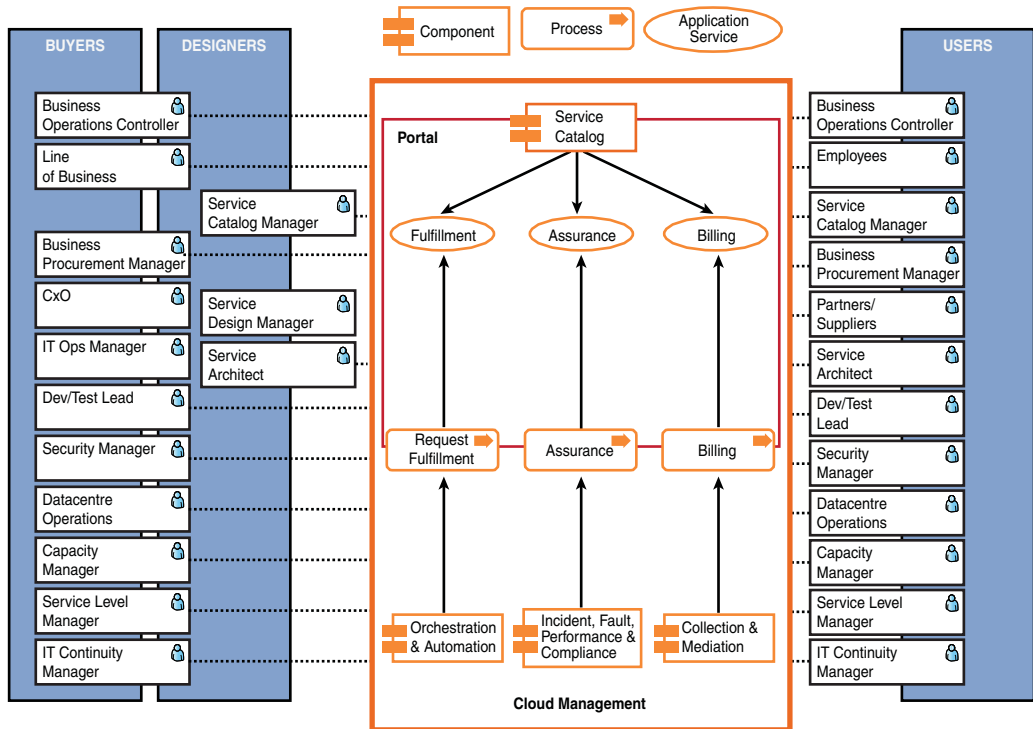 Component
Process
Application
Service
BUYERS
DESIGNERS
USERS
Business
Operations Controller
Line
of Business
Business
Procurement Manager
CxO
IT Ops Manager
Dev/Test Lead
Security Manager
Datacentre
Operations
Capacity
Manager
Service Level
Manager
IT Continuity
Manager
Service
Catalog Manager
Service
Design Manager
Service
Architect
Portal
Service
Catalog
Fulfillment
Assurance
Billing
Request
Fulfillment
Assurance
Billing
Orchestration
& Automation
Incident, Fault,
Performance &
Compliance
Collection &
Mediation
Cloud Management
Business
Operations Controller
Employees
Service
Catalog Manager
Business
Procurement Manager
Partners/
Suppliers
Service
Architect
Dev/Test
Lead
Security
Manager
Datacentre
Operations
Capacity
Manager
Service Level
Manager
IT Continuity
Manager